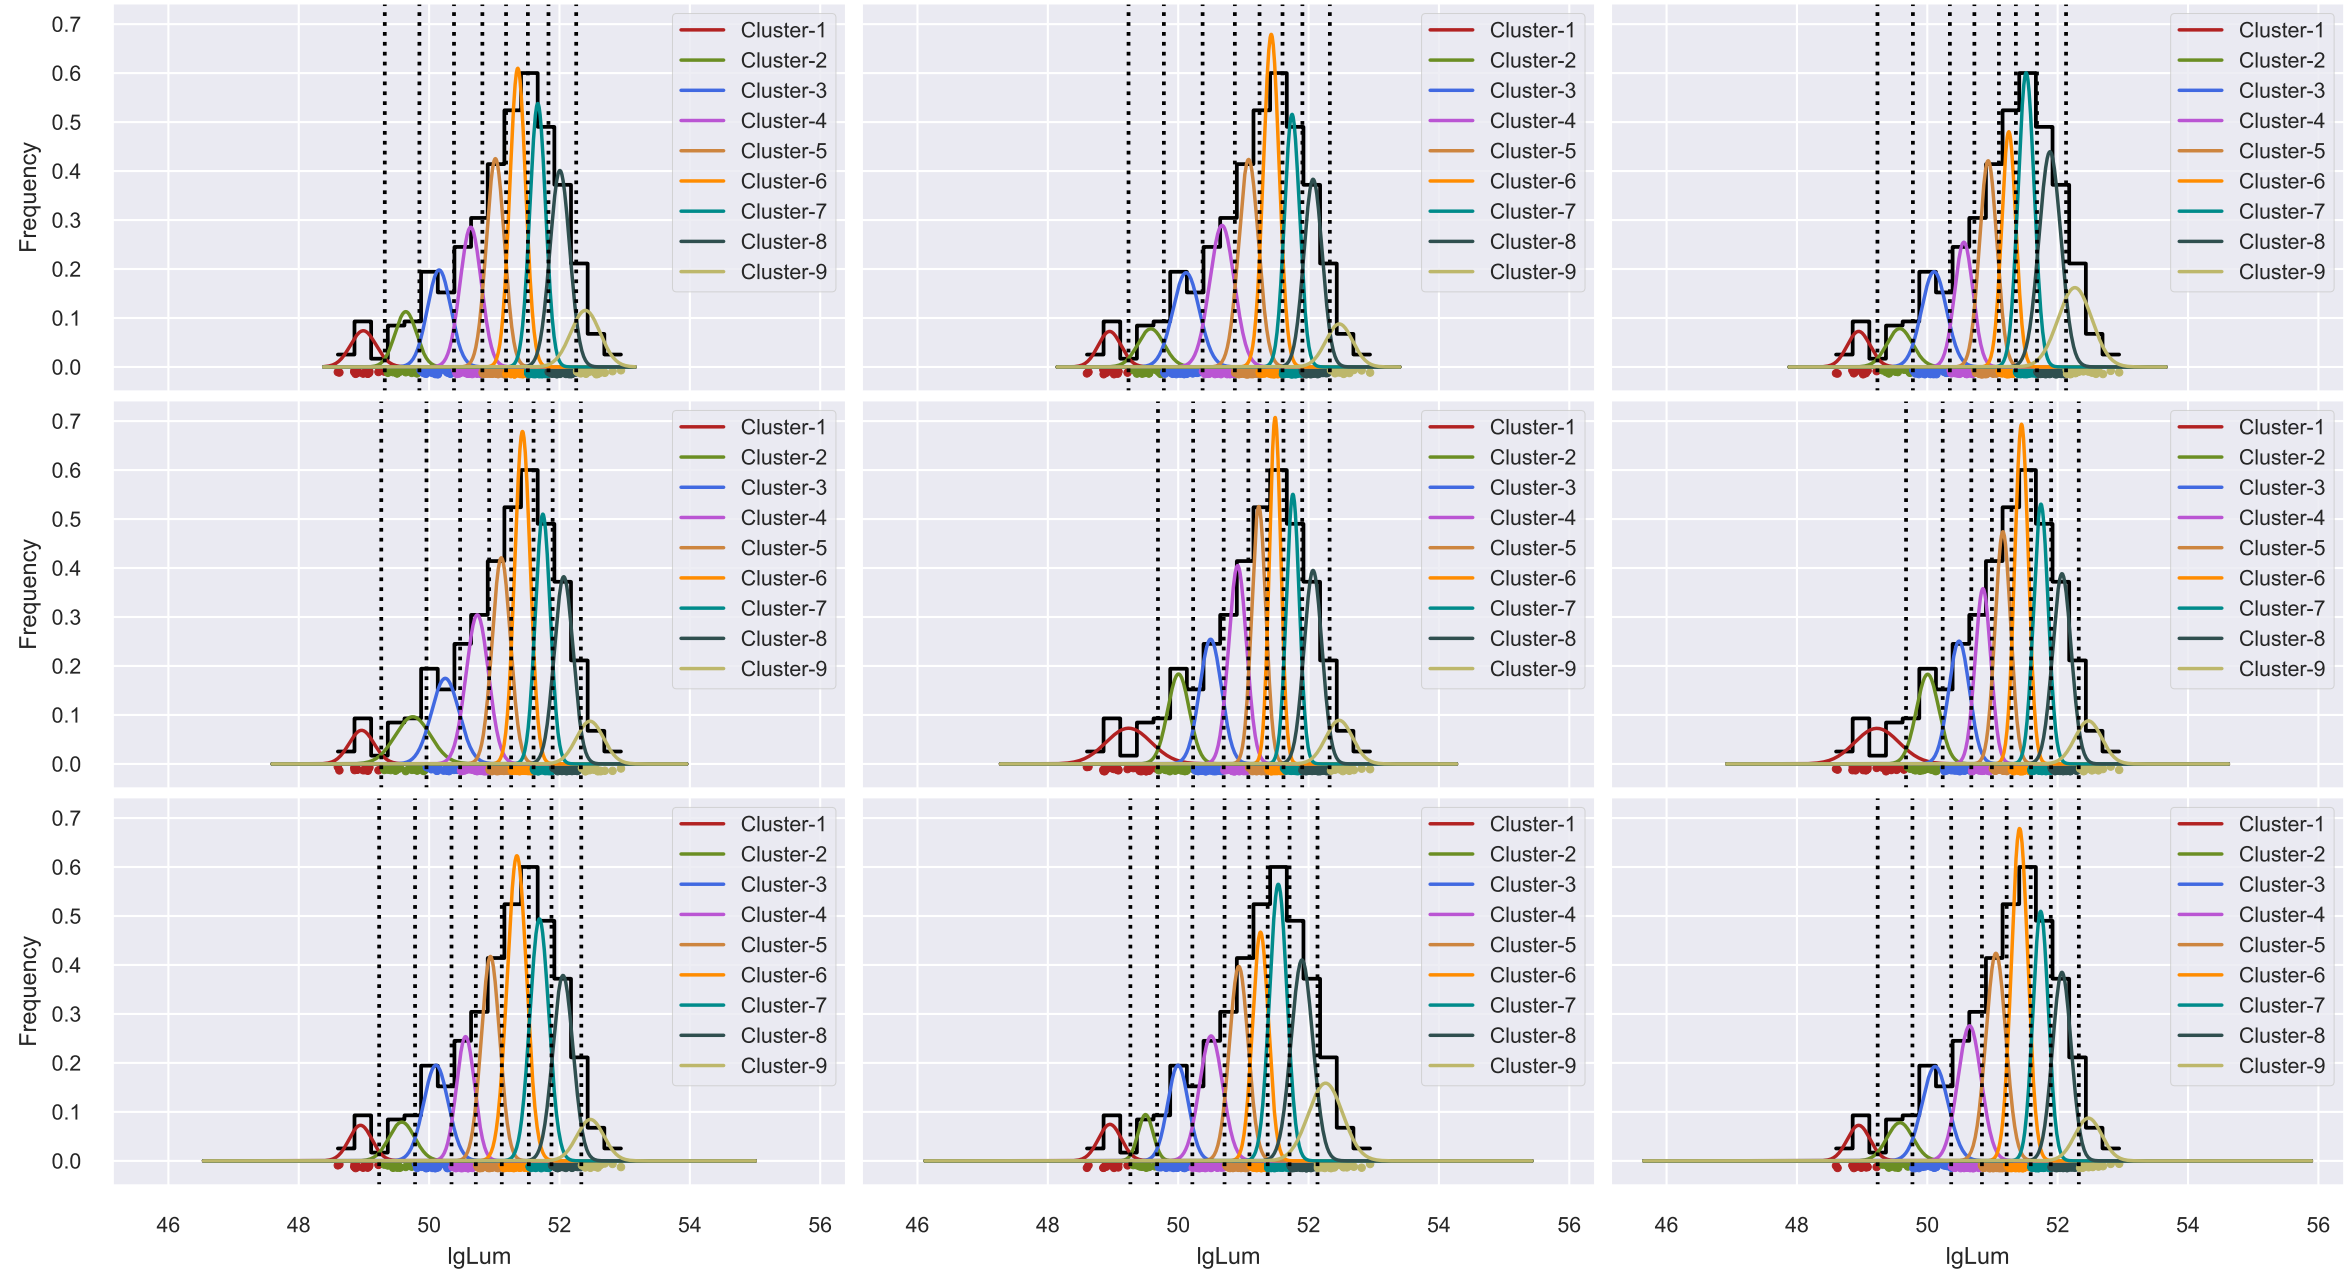 0.7
0.6
0.5
0.4
0.3
0.2
0.1
0.0
Frequency
Cluster-1
Cluster-2
Cluster-3
Cluster-4
Cluster-5
Cluster-6
Cluster-7
Cluster-8
Cluster-9
Cluster-1
Cluster-2
Cluster-3
Cluster-4
Cluster-5
Cluster-6
Cluster-7
Cluster-8
Cluster-9
Cluster-1
Cluster-2
Cluster-3
Cluster-4
Cluster-5
Cluster-6
Cluster-7
Cluster-8
Cluster-9
0.7
0.6
0.5
0.4
0.3
0.2
0.1
0.0
Frequency
Cluster-1
Cluster-2
Cluster-3
Cluster-4
Cluster-5
Cluster-6
Cluster-7
Cluster-8
Cluster-9
Cluster-1
Cluster-2
Cluster-3
Cluster-4
Cluster-5
Cluster-6
Cluster-7
Cluster-8
Cluster-9
Cluster-1
Cluster-2
Cluster-3
Cluster-4
Cluster-5
Cluster-6
Cluster-7
Cluster-8
Cluster-9
0.7
0.6
0.5
0.4
0.3
0.2
0.1
0.0
Frequency
Cluster-1
Cluster-2
Cluster-3
Cluster-4
Cluster-5
Cluster-6
Cluster-7
Cluster-8
Cluster-9
Cluster-1
Cluster-2
Cluster-3
Cluster-4
Cluster-5
Cluster-6
Cluster-7
Cluster-8
Cluster-9
Cluster-1
Cluster-2
Cluster-3
Cluster-4
Cluster-5
Cluster-6
Cluster-7
Cluster-8
Cluster-9
46 48 50 52 54 56
46 48 50 52 54 56
46 48 50 52 54 56
lgLum
lgLum
lgLum